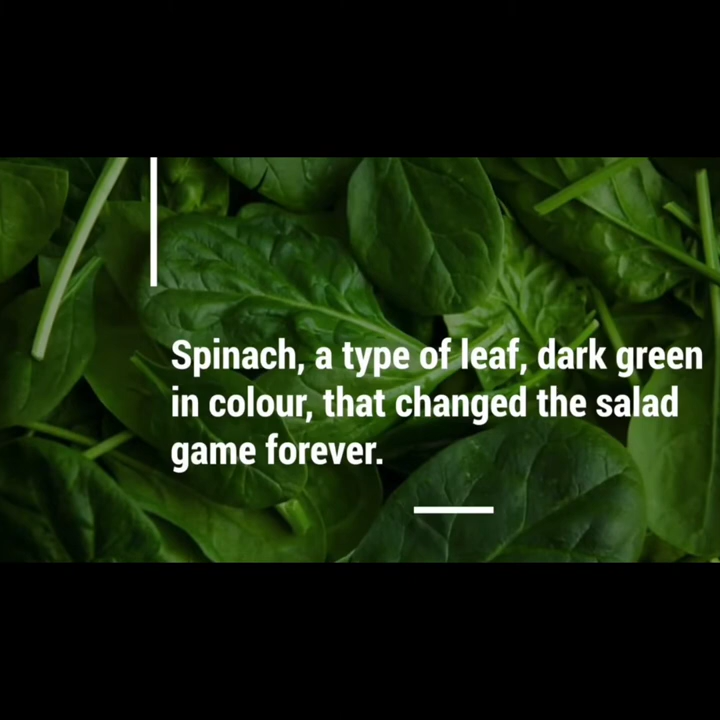 Spinach, a type of leaf, dark green
in colour, that changed the salad
game forever.